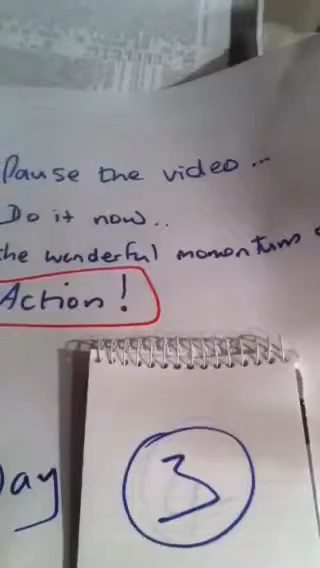 Pause the video...
Do it now..
the wonderful momentum
Action!
Day
3